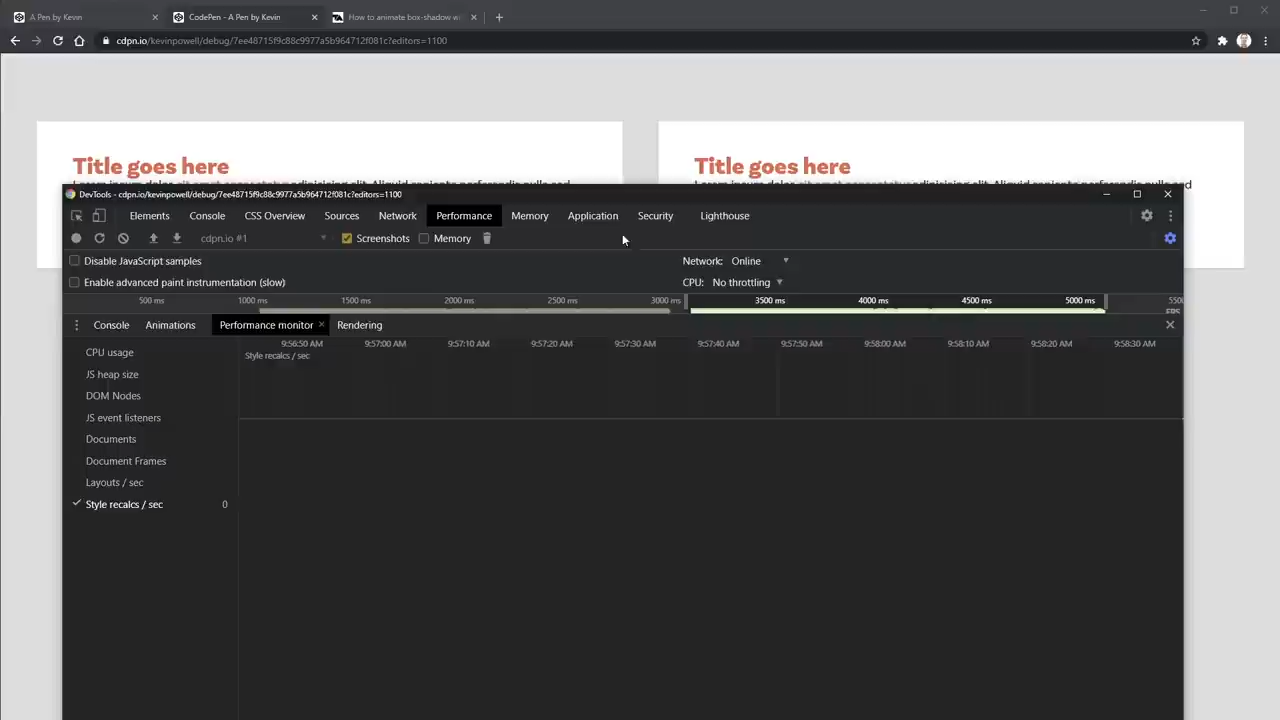 A Pen by Kevin
CodePen - A Pen by Kevin
How to animate box-shadow wi
cdpn.io/kevinpowell/debug/7ee48715f9c88c9977a5b964712f081c?editors=1100
Title goes here
Title goes here
DevTools - cdpn.io/kevinpowell/debug/7ee48715f9c88c9977a5b964712f081c?editors=1100
Elements Console CSS Overview Sources Network Performance Memory Application Security Lighthouse
cdpn.io #1 Screenshots Memory
Disable JavaScript samples Network: Online
Enable advanced paint instrumentation (slow) CPU: No throttling
500 ms 1000 ms 1500 ms 2000 ms 2500 ms 3000 ms 3500 ms 4000 ms 4500 ms 5000 ms 550
FPS
Console Animations Performance monitor Rendering
9:56:50 AM 9:57:00 AM 9:57:10 AM 9:57:20 AM 9:57:30 AM 9:57:40 AM 9:57:50 AM 9:58:00 AM 9:58:10 AM 9:58:20 AM 9:58:30 AM
CPU usage Style recalcs / sec
JS heap size
DOM Nodes
JS event listeners
Documents
Document Frames
Layouts / sec
Style recalcs / sec 0